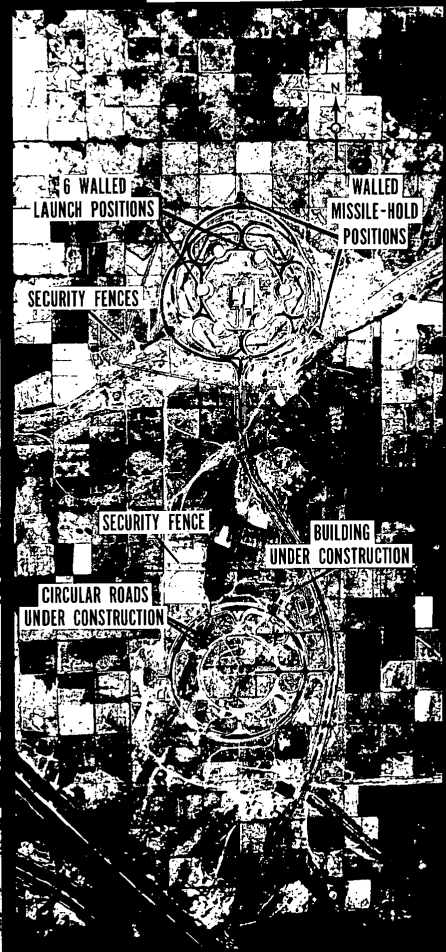 N
6 WALLED
LAUNCH POSITIONS
WALLED
MISSILE-HOLD
POSITIONS
SECURITY FENCES
SECURITY FENCE
BUILDING
UNDER CONSTRUCTION
CIRCULAR ROADS
UNDER CONSTRUCTION